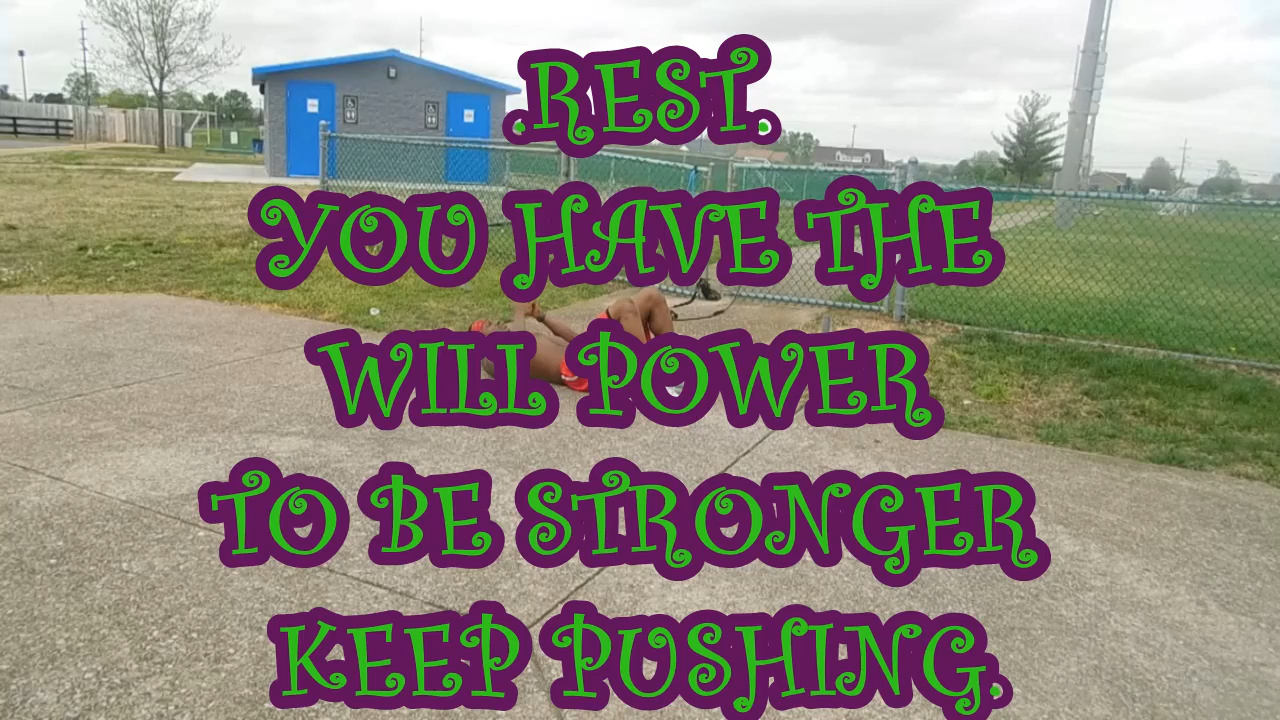 .REST.
YOU HAVE THE
WILL POWER
TO BE STRONGER
KEEP PUSHING.